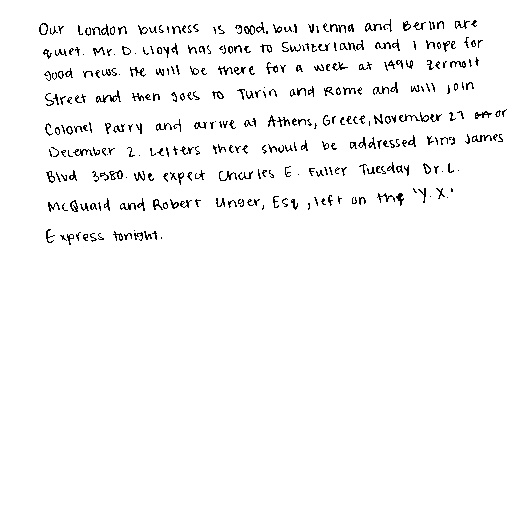 Our London business is good, but Vienna and Berlin are
quiet. Mr. D. Lloyd has gone to Switzerland and I hope for
good news. He will be there for a week at 1496 Zermott
Street and then goes to Turin and Rome and will join
Colonel Parry and arrive at Athens, Greece, November 27 or
December 2. Letters there should be addressed King James
Blvd 3580. We expect Charles E. Fuller Tuesday Dr. L.
McQuaid and Robert Unger, Esq, left on the 'Y.X.'
Express tonight.